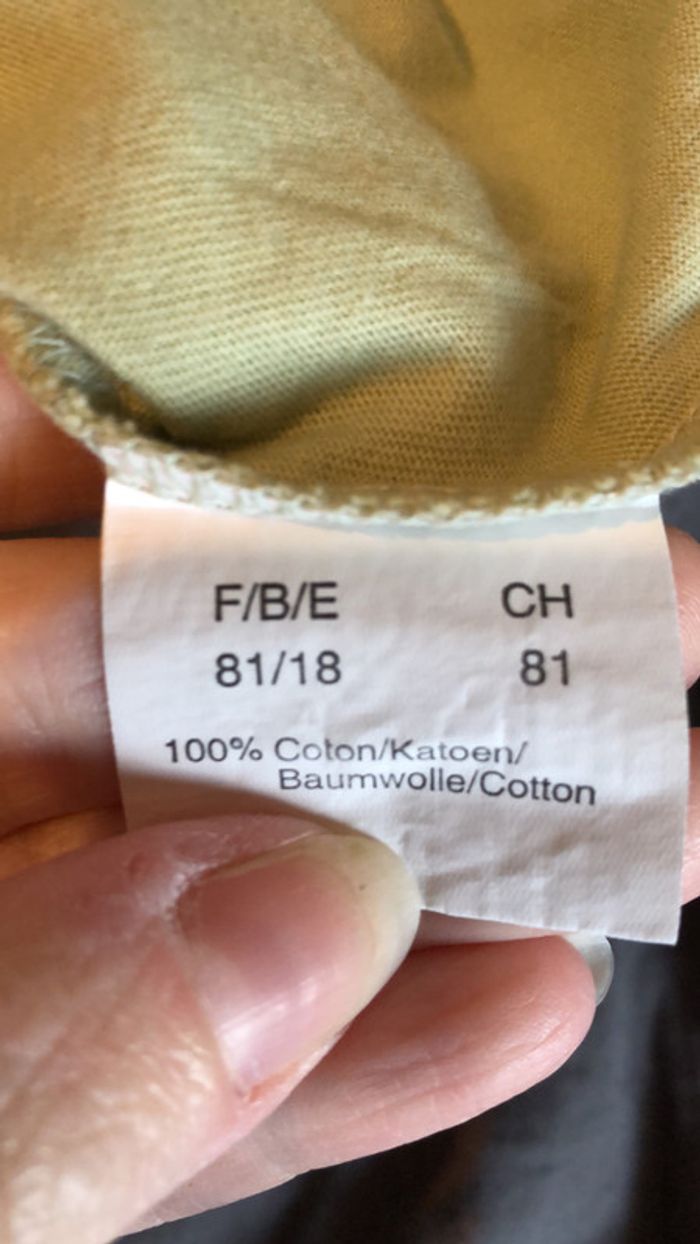 F/B/E CH
81/18 81
100% Coton/Katoen/
Baumwolle/Cotton